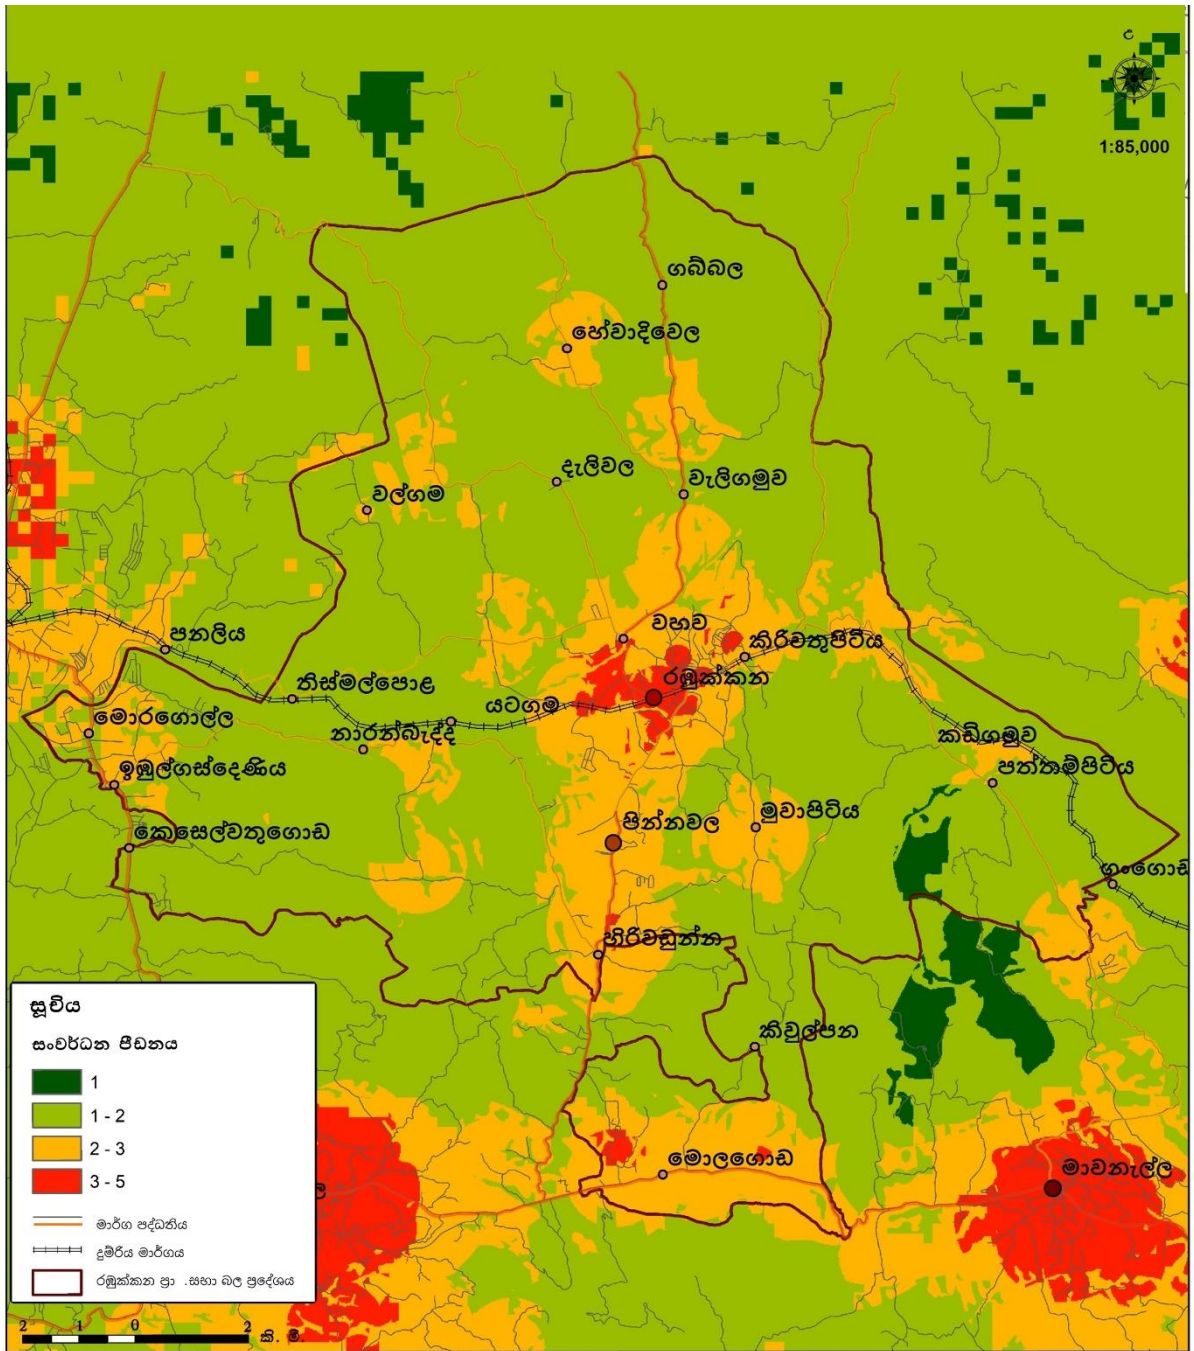 උ
1:85,000
ගබ්බල
හේවාදිවෙල
දැලිවල
වැලිගමුව
වල්ගම
පනලිය
වහව
කිරිවතුපිටිය
රඹුක්කන
තිස්මල්පොළ
යටගම
මොරගොල්ල
නාරන්බැද්ද
කඩිගමුව
ඉඹුල්ගස්දෙණිය
පත්තම්පිටිය
පින්නවල
මුවාපිටිය
කෙසෙල්වතුගොඩ
ගංගොඩ
හිරිවඩුන්න
කිවුල්පන
මොලගොඩ
මාවනැල්ල
ල
සූචිය
සංවර්ධන පීඩනය
1
1 - 2
2 - 3
3 - 5
මාර්ග පද්ධතිය
දුම්රිය මාර්ගය
රඹුක්කන ප්‍රා .සභා බල ප්‍රදේශය
2 1 0 2 කි. මී.